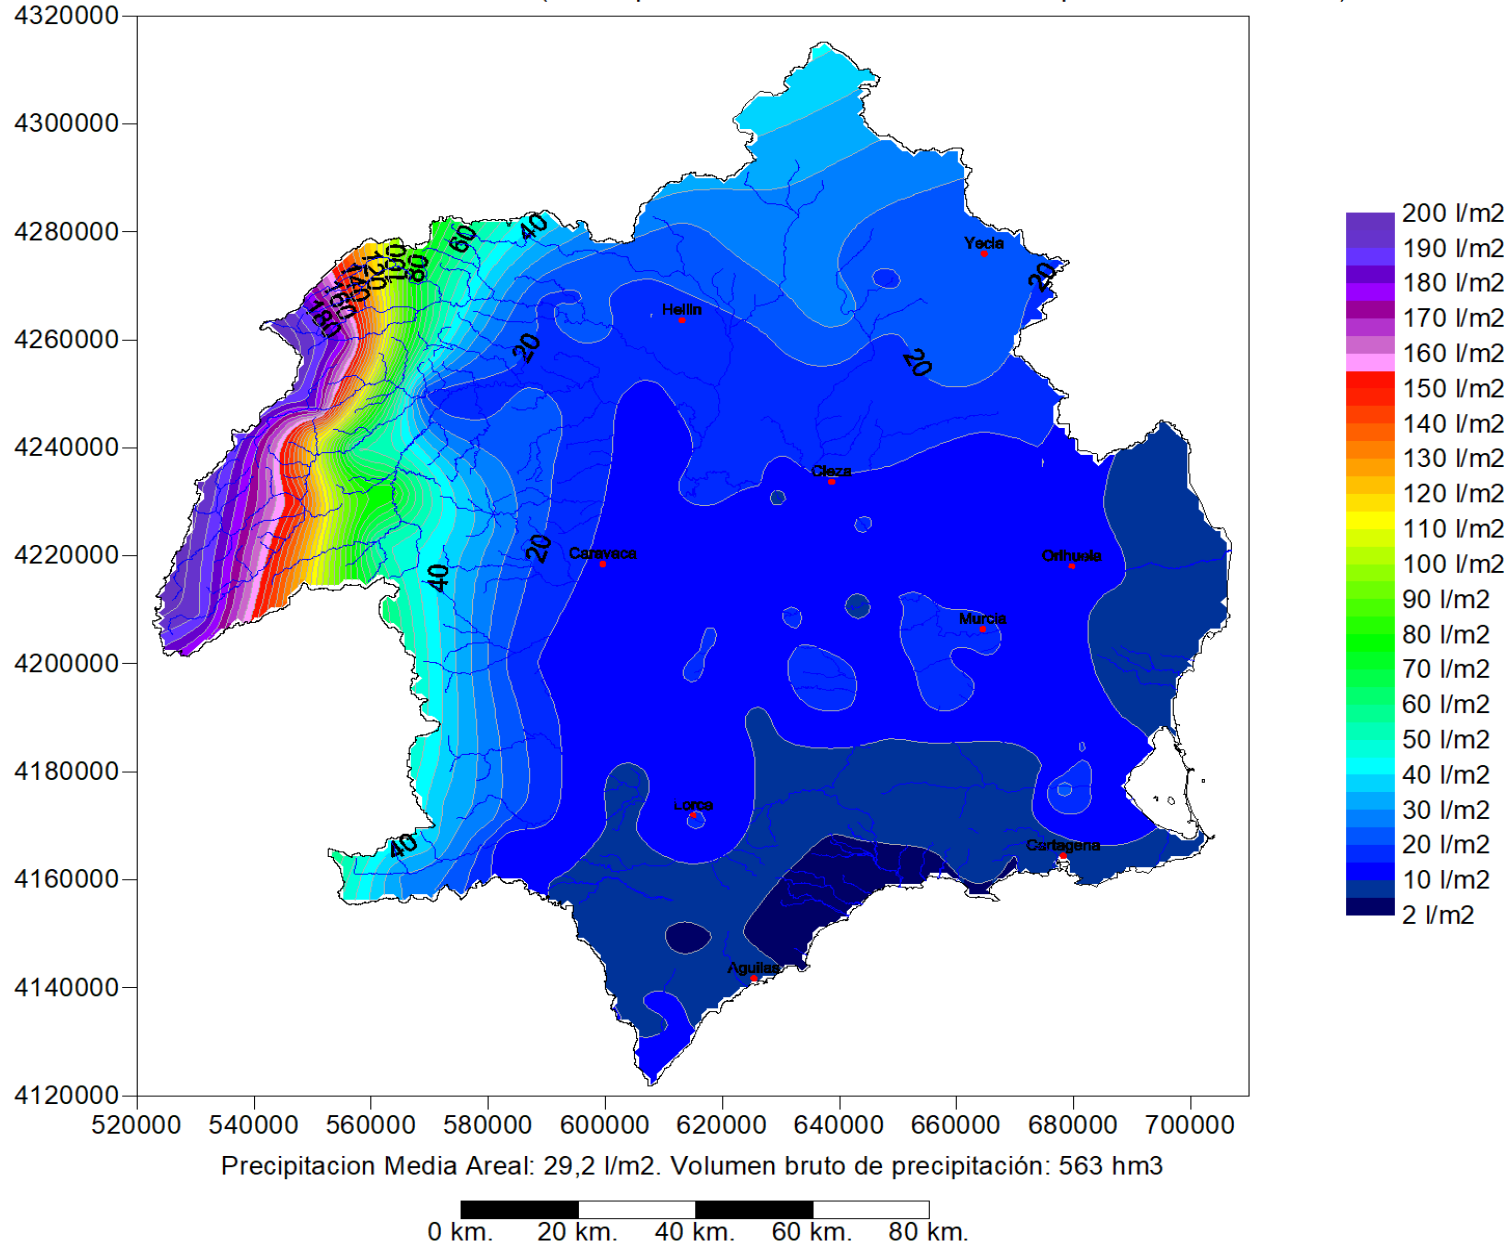 4320000
4300000
4280000
4260000
4240000
4220000
4200000
4180000
4160000
4140000
4120000
520000 540000 560000 580000 600000 620000 640000 660000 680000 700000
40
60
80
100
120
140
160
180
20
20
20
20
40
40
Yecla
Hellin
Cieza
Caravaca
Orihuela
Murcia
Lorca
Cartagena
Aguilas
200 l/m2
190 l/m2
180 l/m2
170 l/m2
160 l/m2
150 l/m2
140 l/m2
130 l/m2
120 l/m2
110 l/m2
100 l/m2
90 l/m2
80 l/m2
70 l/m2
60 l/m2
50 l/m2
40 l/m2
30 l/m2
20 l/m2
10 l/m2
2 l/m2
Precipitacion Media Areal: 29,2 l/m2. Volumen bruto de precipitación: 563 hm3
0 km. 20 km. 40 km. 60 km. 80 km.